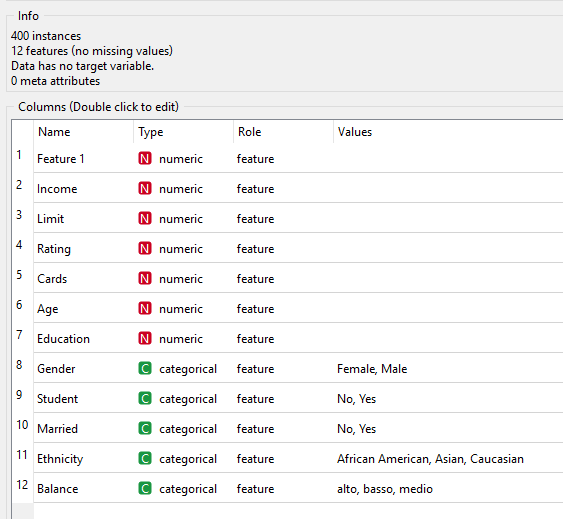 Info
400 instances
12 features (no missing values)
Data has no target variable.
0 meta attributes
Columns (Double click to edit)
Name Type Role Values
1 Feature 1 N numeric feature
2 Income N numeric feature
3 Limit N numeric feature
4 Rating N numeric feature
5 Cards N numeric feature
6 Age N numeric feature
7 Education N numeric feature
8 Gender C categorical feature Female, Male
9 Student C categorical feature No, Yes
10 Married C categorical feature No, Yes
11 Ethnicity C categorical feature African American, Asian, Caucasian
12 Balance C categorical feature alto, basso, medio